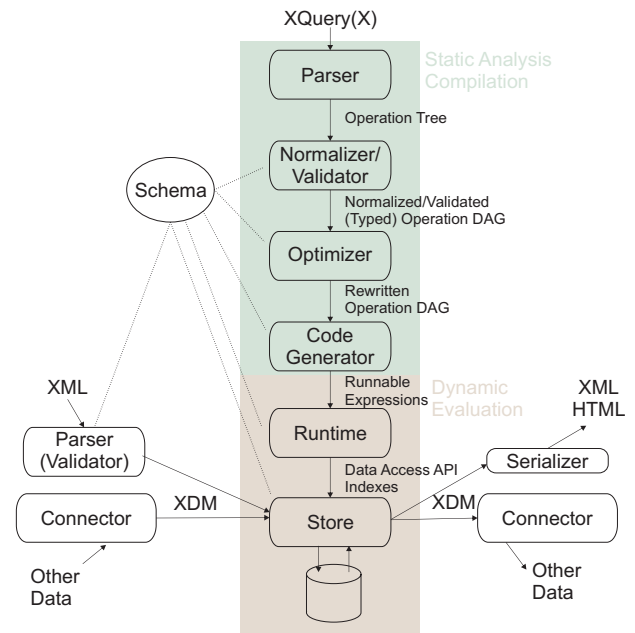 XQuery(X)
Static Analysis
Compilation
Parser
Operation Tree
Normalizer/
Validator
Schema
Normalized/Validated
(Typed) Operation DAG
Optimizer
Rewritten
Operation DAG
Code
Generator
Runnable
Expressions
Dynamic
Evaluation
XML
XML
HTML
Parser
(Validator)
Runtime
Serializer
Data Access API
Indexes
Connector
XDM
Store
XDM
Connector
Other
Data
Other
Data